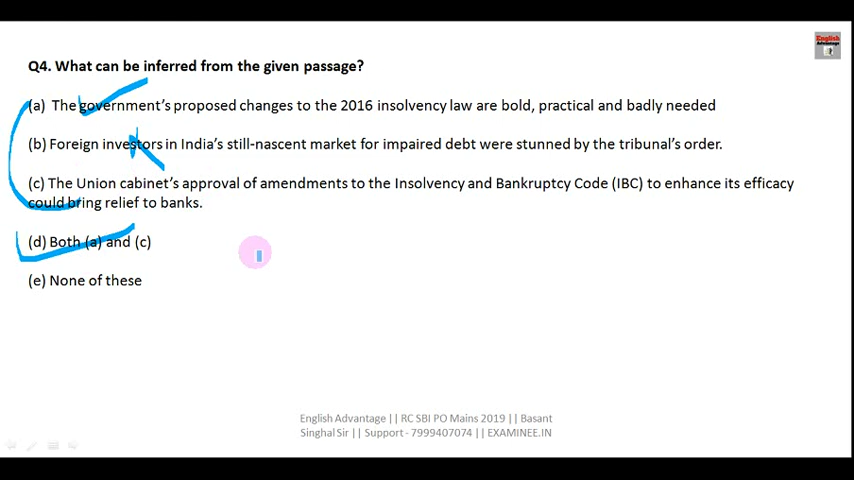 English
Advantage
Q4. What can be inferred from the given passage?
(a) The government's proposed changes to the 2016 insolvency law are bold, practical and badly needed
(b) Foreign investors in India's still-nascent market for impaired debt were stunned by the tribunal's order.
(c) The Union cabinet's approval of amendments to the Insolvency and Bankruptcy Code (IBC) to enhance its efficacy
could bring relief to banks.
(d) Both (a) and (c)
(e) None of these
English Advantage || RC SBI PO Mains 2019 || Basant
Singhal Sir || Support - 7999407074 || EXAMINEE.IN